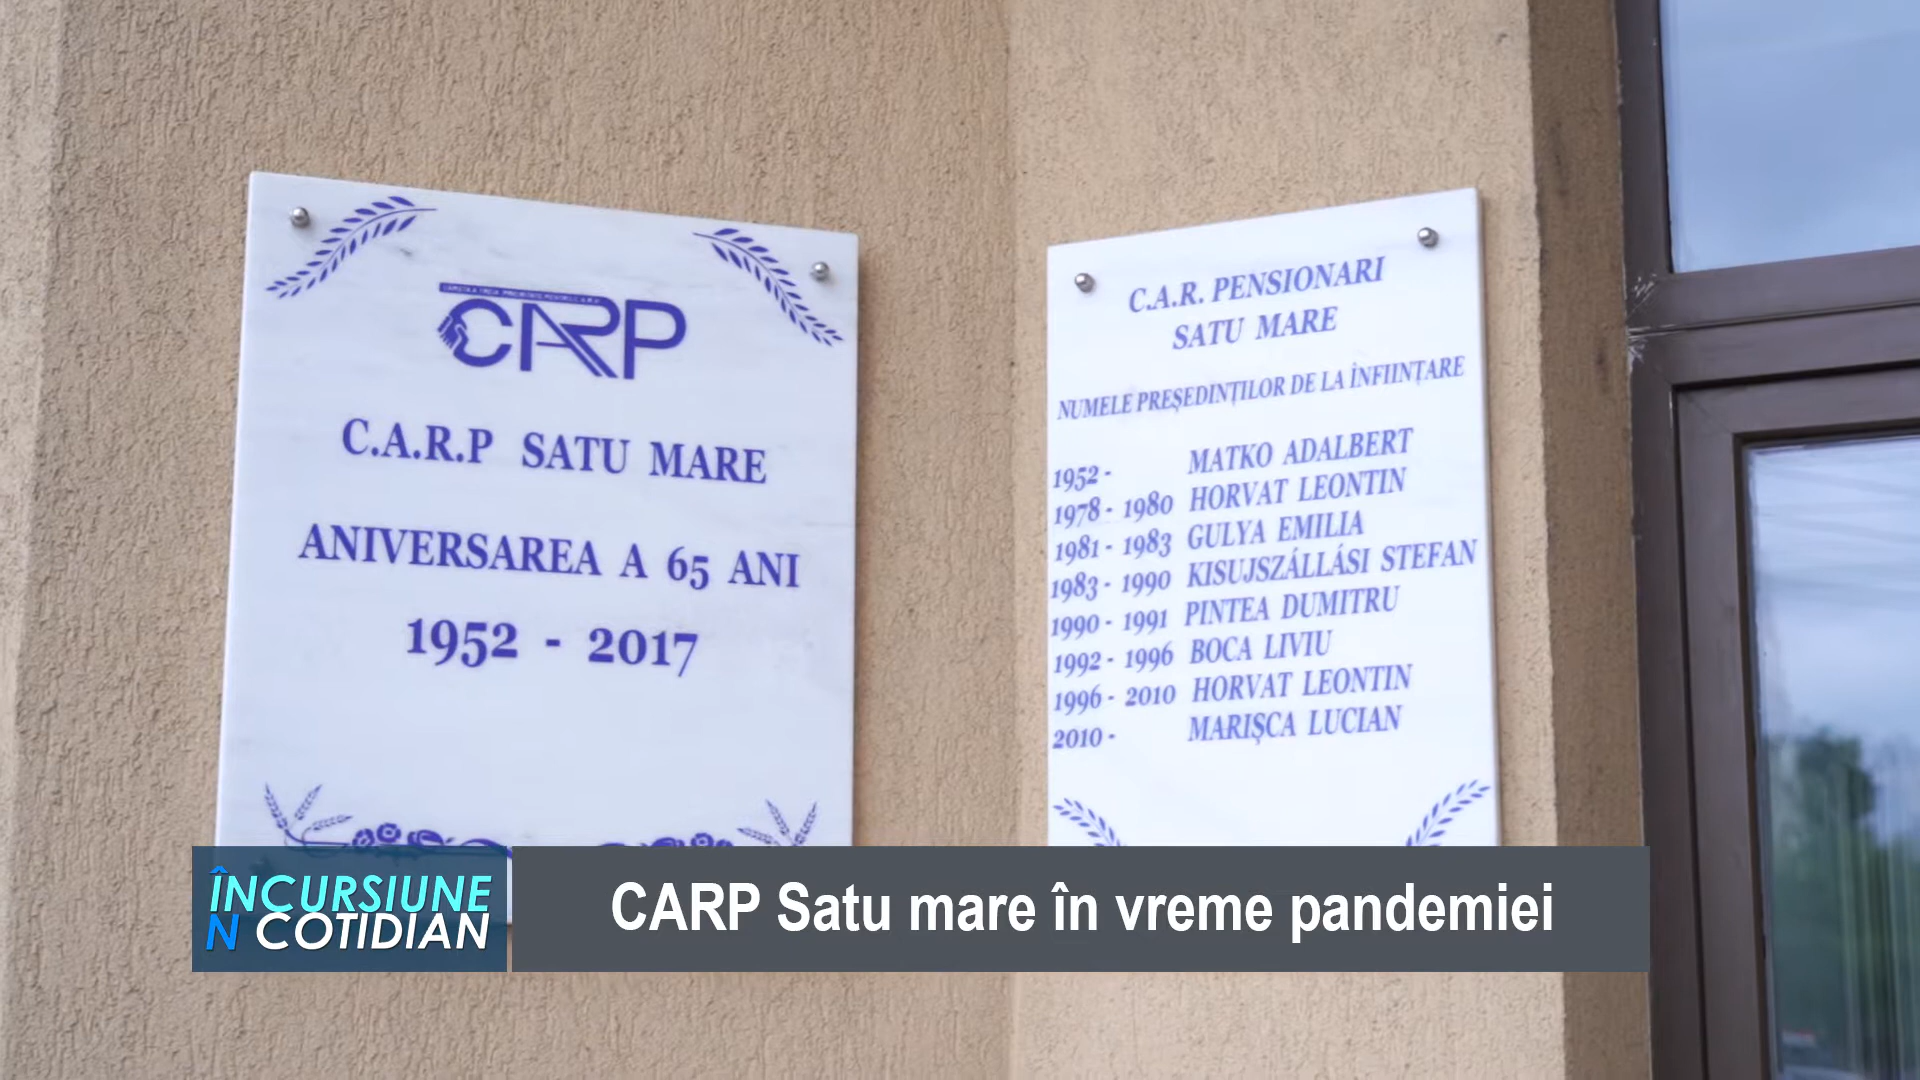 CARP
C.A.R.P SATU MARE
ANIVERSAREA A 65 ANI
1952 - 2017
C.A.R. PENSIONARI
SATU MARE
NUMELE PREȘEDINȚILOR DE LA ÎNFIINȚARE
1952 - MATKO ADALBERT
1978 - 1980 HORVAT LEONTIN
1981 - 1983 GULYA EMILIA
1983 - 1990 KISUJSZÁLLÁSI STEFAN
1990 - 1991 PINTEA DUMITRU
1992 - 1996 BOCA LIVIU
1996 - 2010 HORVAT LEONTIN
2010 - MARIȘCA LUCIAN
ÎNCURSIUNE
N COTIDIAN
CARP Satu mare în vreme pandemiei